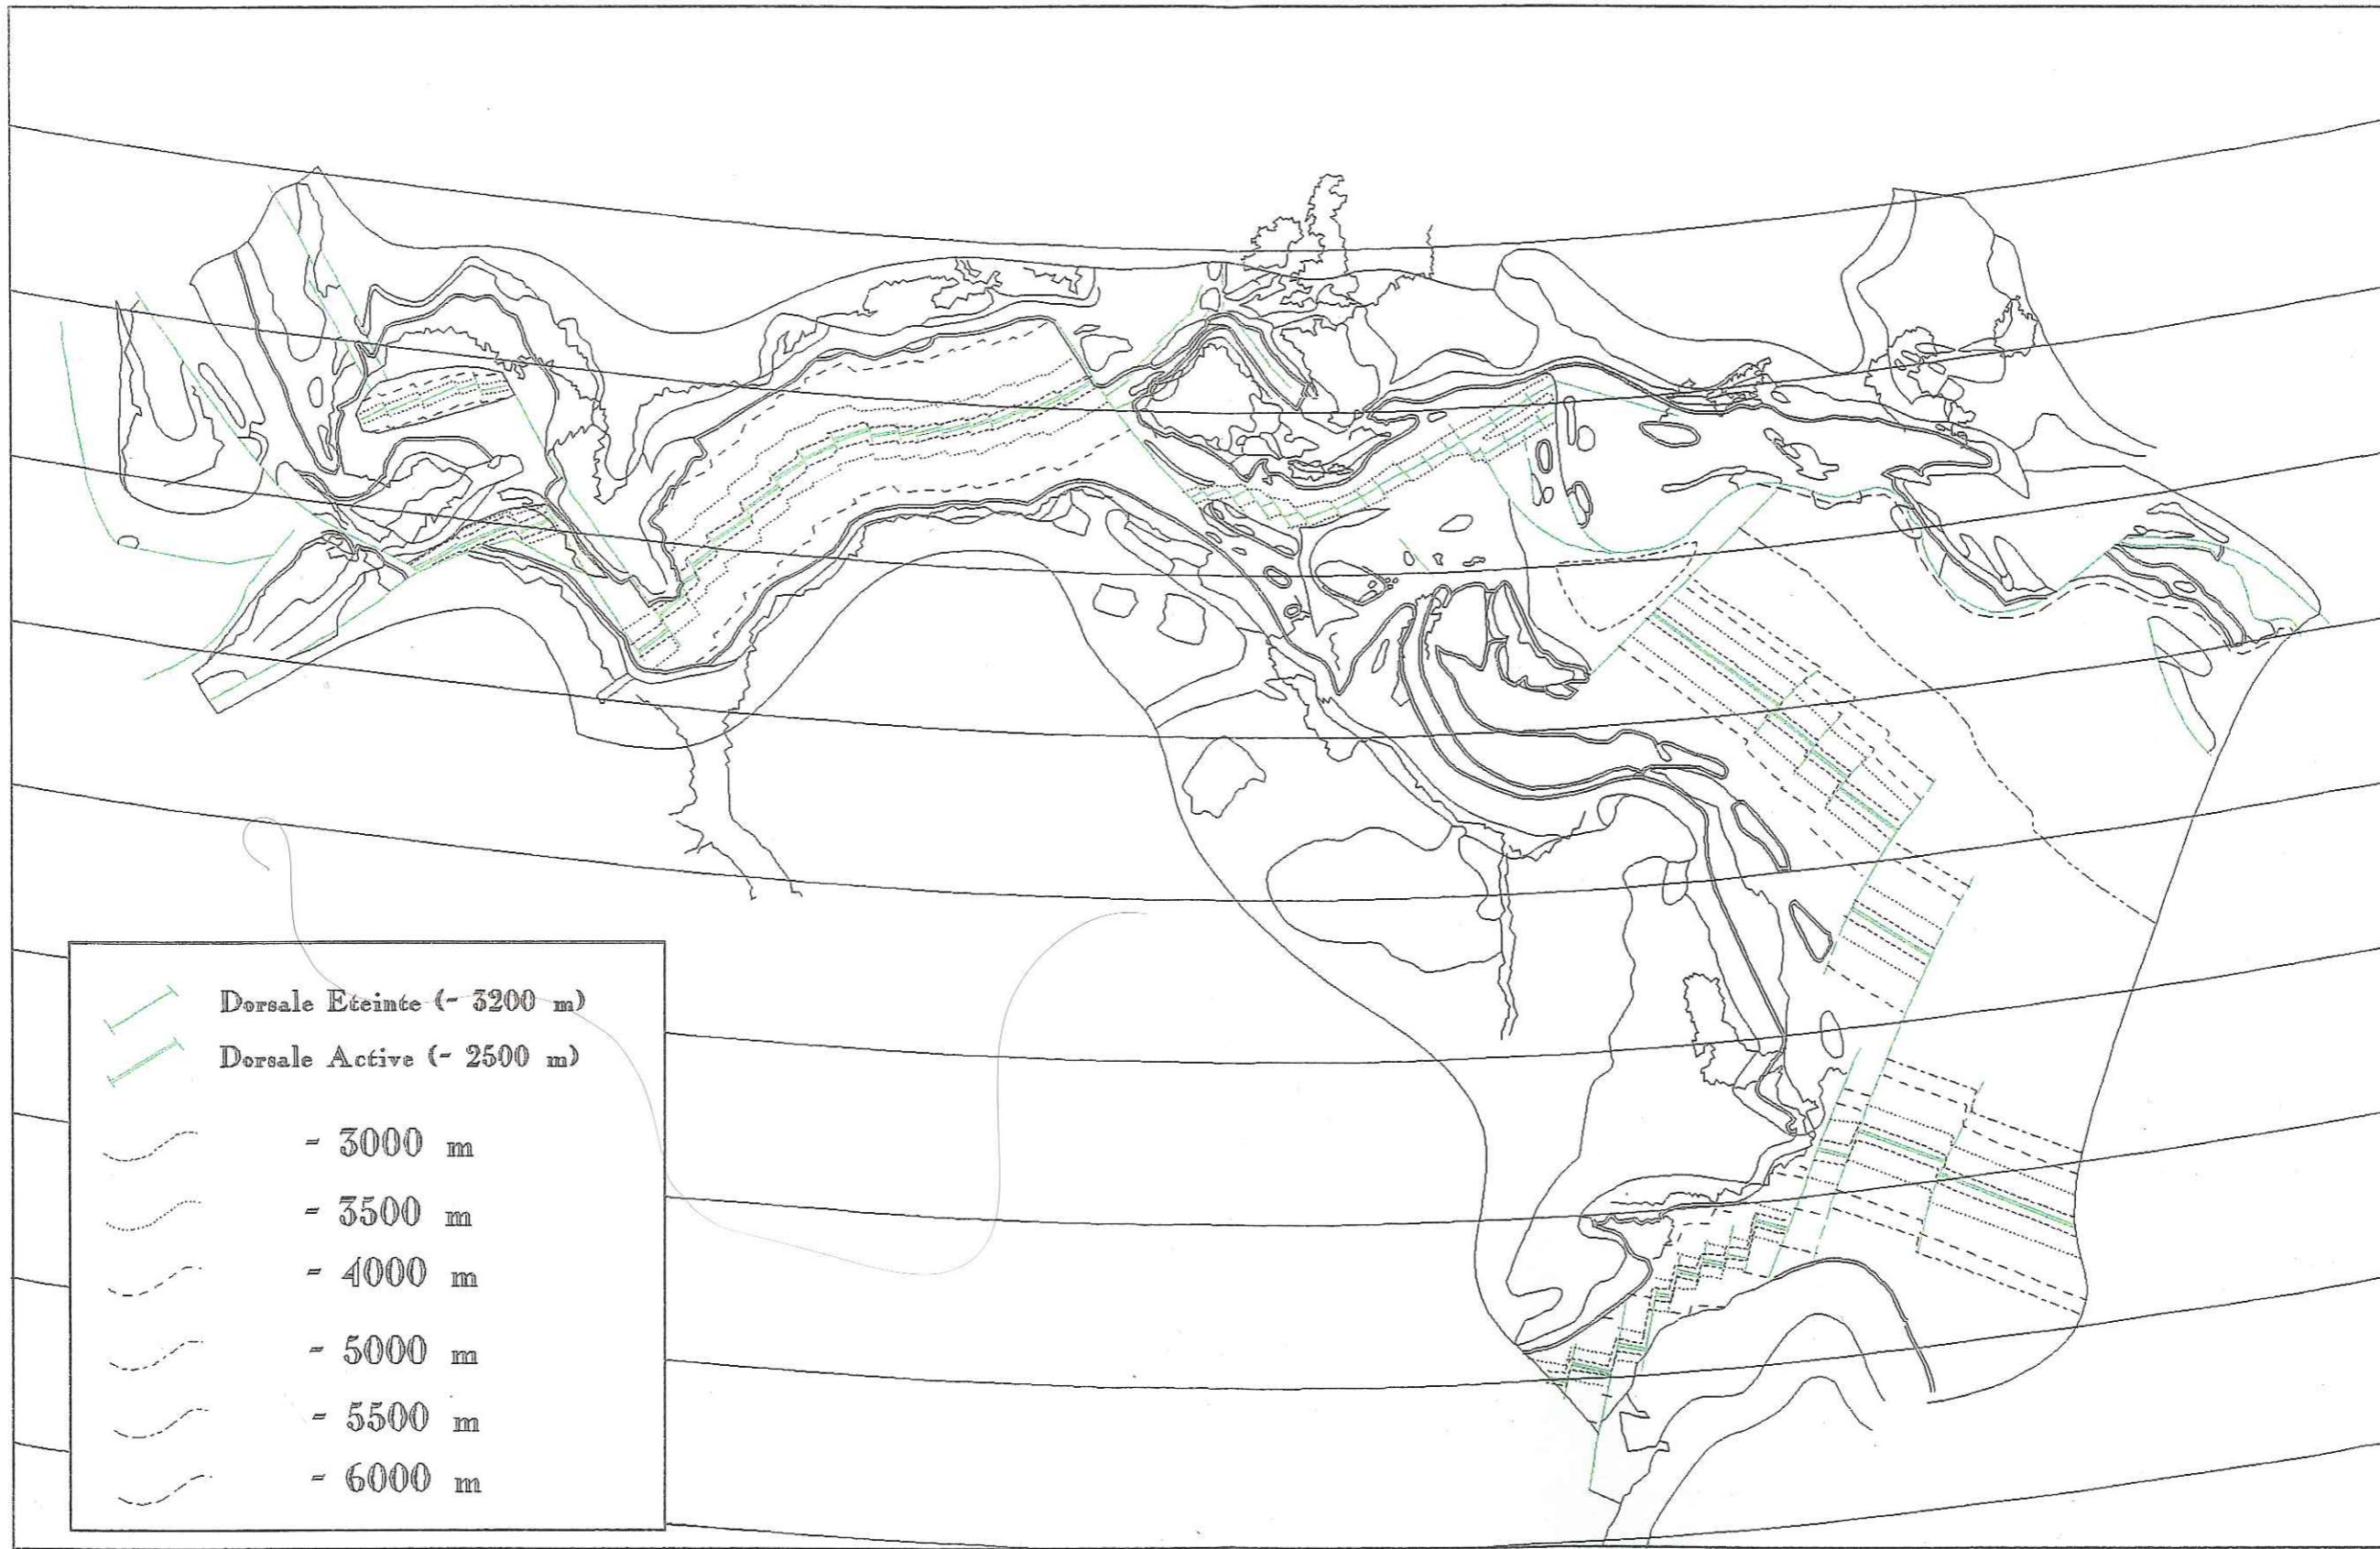 Dorsale Eteinte (- 3200 m)
Dorsale Active (- 2500 m)
- 3000 m
- 3500 m
- 4000 m
- 5000 m
- 5500 m
- 6000 m